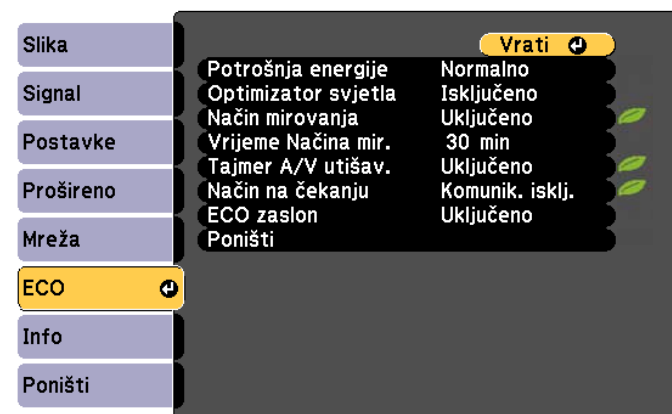 Slika
Signal
Postavke
Prošireno
Mreža
ECO
Info
Poništi
Vrati
Potrošnja energije Normalno
Optimizator svjetla Isključeno
Način mirovanja Uključeno
Vrijeme Načina mir. 30 min
Tajmer A/V utišav. Uključeno
Način na čekanju Komunik. isklj.
ECO zaslon Uključeno
Poništi